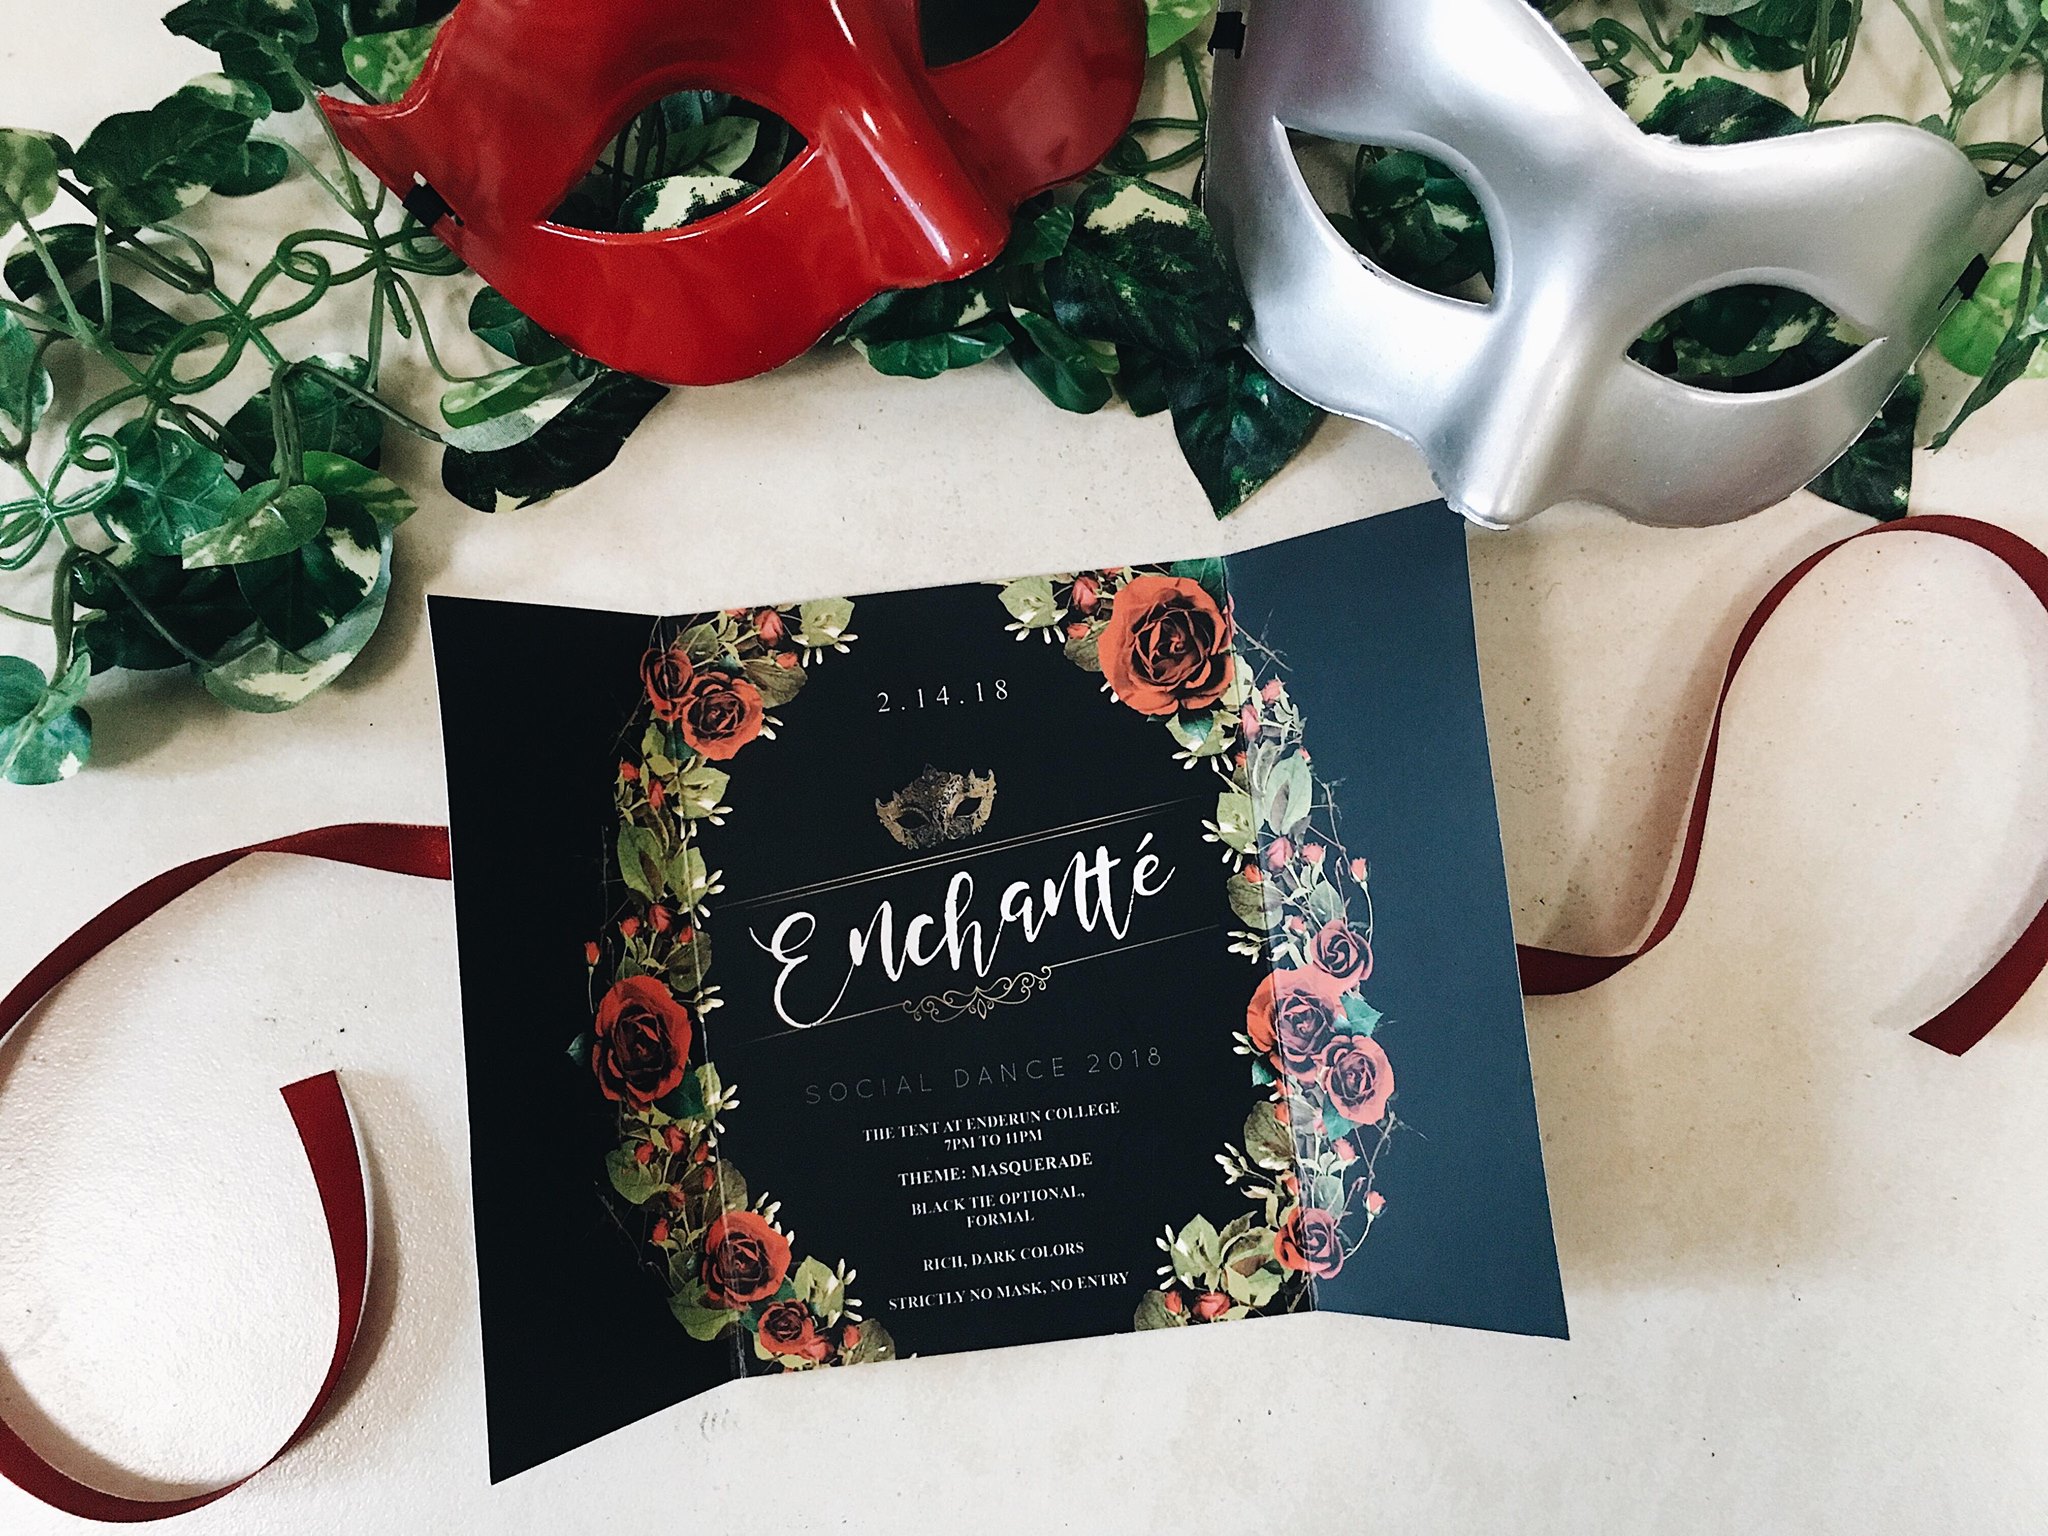 2.14.18
Enchanté
SOCIAL DANCE 2018
THE TENT AT ENDERUN COLLEGE
7PM TO 11PM
THEME: MASQUERADE
BLACK TIE OPTIONAL,
FORMAL
RICH, DARK COLORS
STRICTLY NO MASK, NO ENTRY